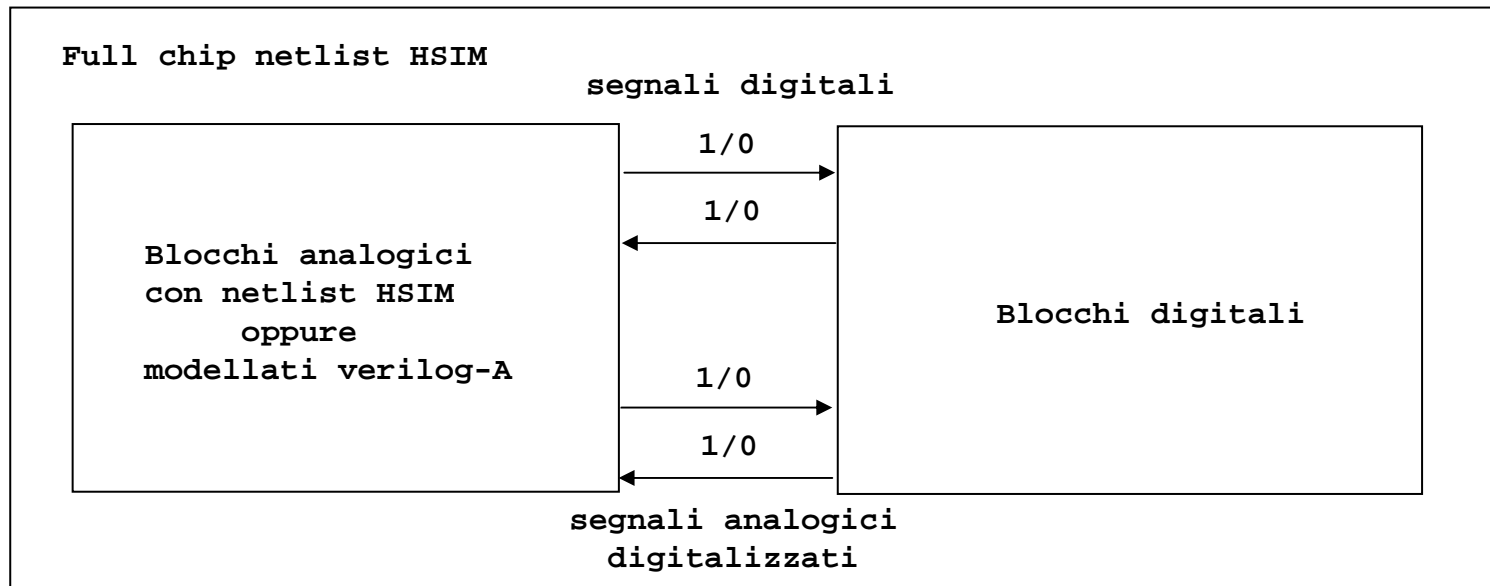 Full chip netlist HSIM
segnali digitali
1/0
1/0
Blocchi analogici
con netlist HSIM
oppure
modellati verilog-A
Blocchi digitali
1/0
1/0
segnali analogici
digitalizzati